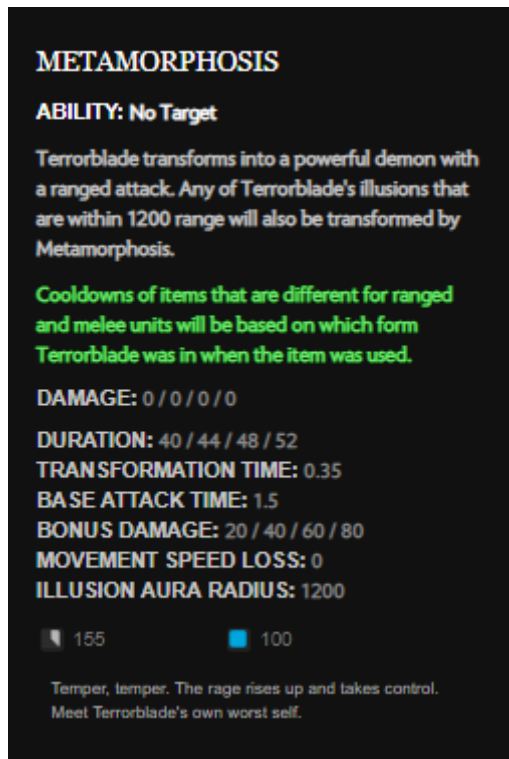 METAMORPHOSIS
ABILITY: No Target
Terrorblade transforms into a powerful demon with
a ranged attack. Any of Terrorblade's illusions that
are within 1200 range will also be transformed by
Metamorphosis.
Cooldowns of items that are different for ranged
and melee units will be based on which form
Terrorblade was in when the item was used.
DAMAGE: 0 / 0 / 0 / 0
DURATION: 40 / 44 / 48 / 52
TRANSFORMATION TIME: 0.35
BASE ATTACK TIME: 1.5
BONUS DAMAGE: 20 / 40 / 60 / 80
MOVEMENT SPEED LOSS: 0
ILLUSION AURA RADIUS: 1200
155 100
Temper, temper. The rage rises up and takes control.
Meet Terrorblade's own worst self.